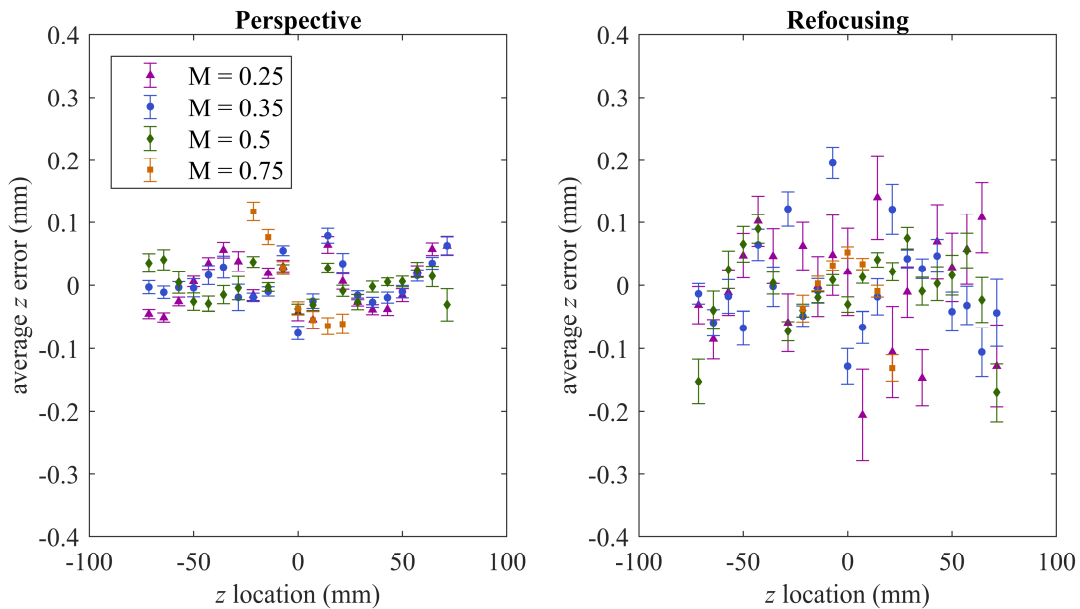 Perspective
0.4
0.3
0.2
0.1
0
-0.1
-0.2
-0.3
-0.4
-100
-50
0
50
100
average z error (mm)
z location (mm)
M = 0.25
M = 0.35
M = 0.5
M = 0.75
Refocusing
0.4
0.3
0.2
0.1
0
-0.1
-0.2
-0.3
-0.4
-100
-50
0
50
100
average z error (mm)
z location (mm)